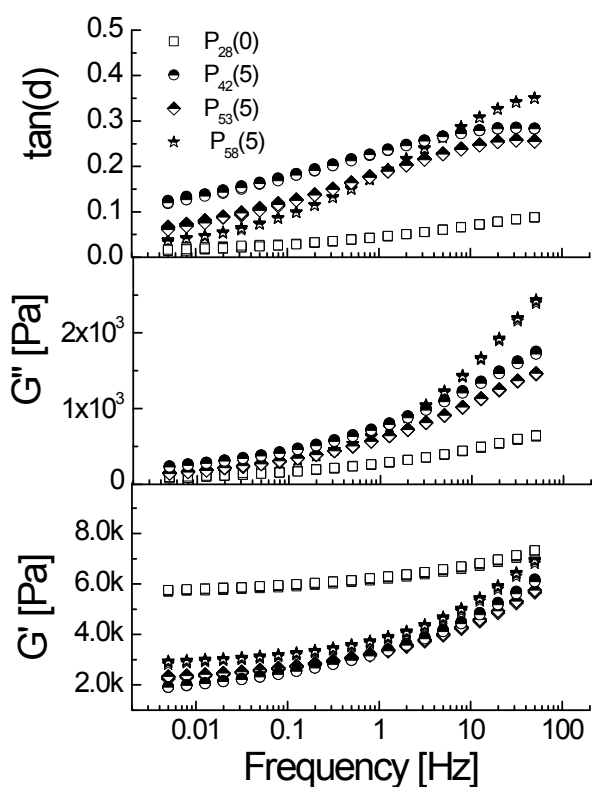 0.5
0.4
0.3
0.2
0.1
0.0
tan(d)
P28(0)
P42(5)
P53(5)
P58(5)
2x10³
1x10³
0
G" [Pa]
8.0k
6.0k
4.0k
2.0k
G' [Pa]
0.01 0.1 1 10 100
Frequency [Hz]